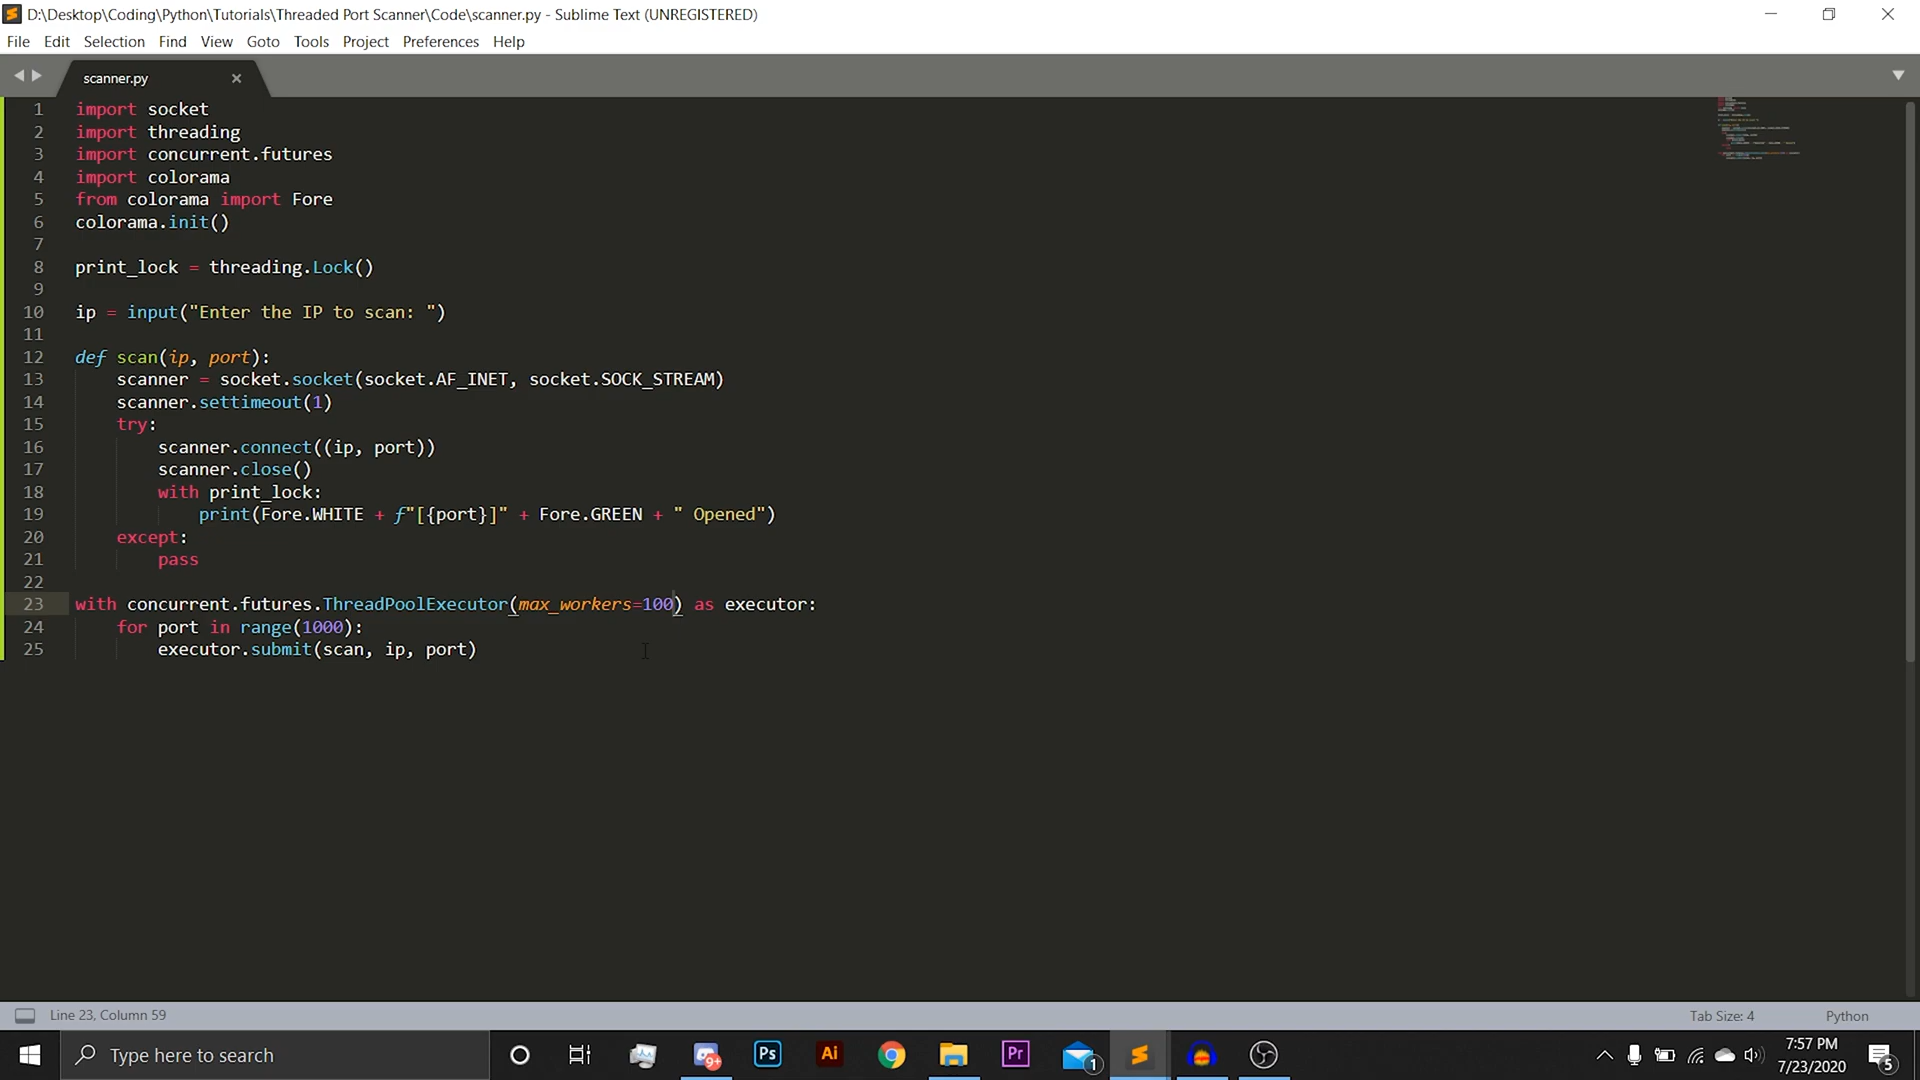 D:\Desktop\Coding\Python\Tutorials\Threaded Port Scanner\Code\scanner.py - Sublime Text (UNREGISTERED)
File Edit Selection Find View Goto Tools Project Preferences Help
scanner.py
1 import socket
2 import threading
3 import concurrent.futures
4 import colorama
5 from colorama import Fore
6 colorama.init()
7
8 print_lock = threading.Lock()
9
10 ip = input("Enter the IP to scan: ")
11
12 def scan(ip, port):
13     scanner = socket.socket(socket.AF_INET, socket.SOCK_STREAM)
14     scanner.settimeout(1)
15     try:
16         scanner.connect((ip, port))
17         scanner.close()
18         with print_lock:
19             print(Fore.WHITE + f"[{port}]" + Fore.GREEN + " Opened")
20     except:
21         pass
22
23 with concurrent.futures.ThreadPoolExecutor(max_workers=100) as executor:
24     for port in range(1000):
25         executor.submit(scan, ip, port)
Line 23, Column 59
Tab Size: 4
Python
Type here to search
9+
Ps
Ai
Pr
1
7:57 PM
7/23/2020
5